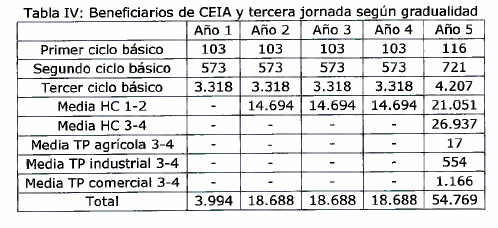 Tabla IV: Beneficiarios de CEIA y tercera jornada según gradualidad
Año 1 Año 2 Año 3 Año 4 Año 5
Primer ciclo básico 103 103 103 103 116
Segundo ciclo básico 573 573 573 573 721
Tercer ciclo básico 3.318 3.318 3.318 3.318 4.207
Media HC 1-2 - 14.694 14.694 14.694 21.051
Media HC 3-4 - - - - 26.937
Media TP agrícola 3-4 - - - - 17
Media TP industrial 3-4 - - - - 554
Media TP comercial 3-4 - - - - 1.166
Total 3.994 18.688 18.688 18.688 54.769